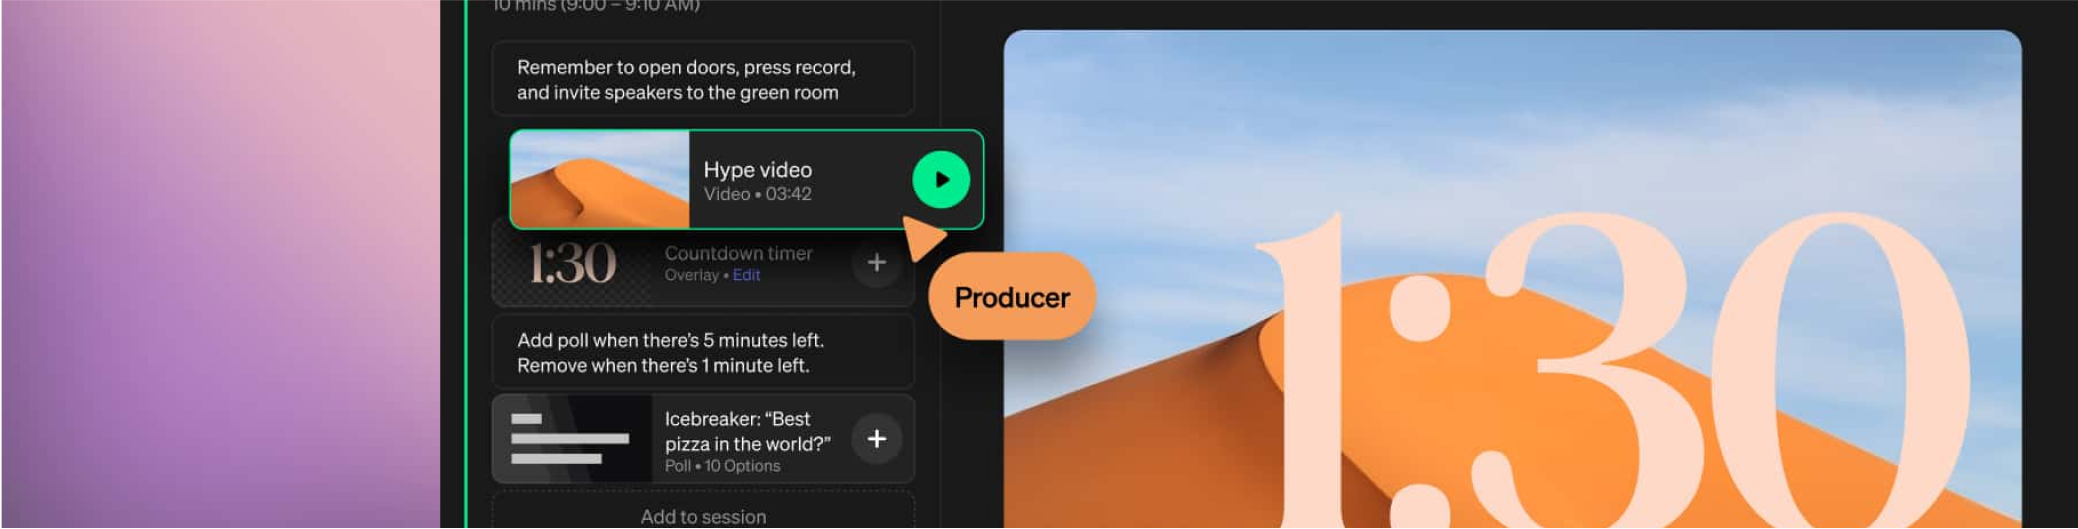 10 mins (9:00 – 9:10 AM)
Remember to open doors, press record,
and invite speakers to the green room
Hype video
Video • 03:42
1:30
Countdown timer
Overlay • Edit
Producer
Add poll when there’s 5 minutes left.
Remove when there’s 1 minute left.
Icebreaker: “Best
pizza in the world?”
Poll • 10 Options
Add to session
1:30